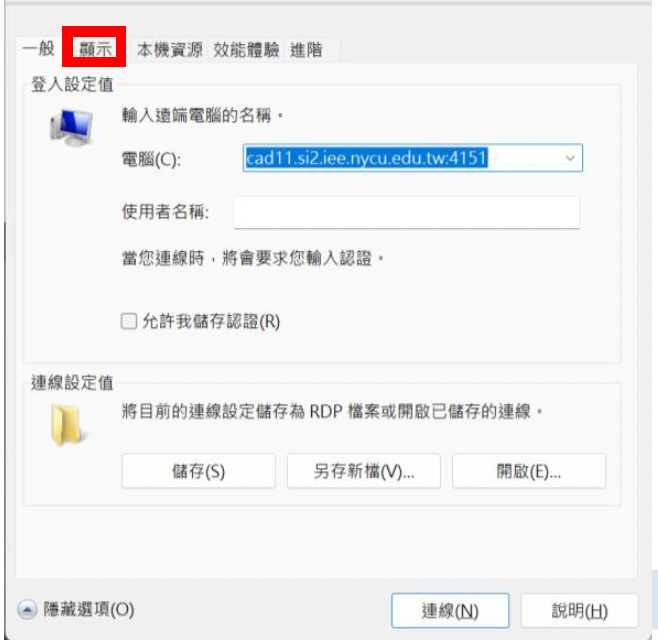 一般 顯示 本機資源 效能體驗 進階
登入設定值
輸入遠端電腦的名稱。
電腦(C): cad11.si2.iee.nycu.edu.tw:4151
使用者名稱:
當您連線時，將會要求您輸入認證。
允許我儲存認證(R)
連線設定值
將目前的連線設定儲存為 RDP 檔案或開啟已儲存的連線。
儲存(S) 另存新檔(V)... 開啟(E)...
隱藏選項(O) 連線(N) 說明(H)